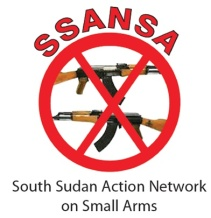 SSANSA
South Sudan Action Network
on Small Arms